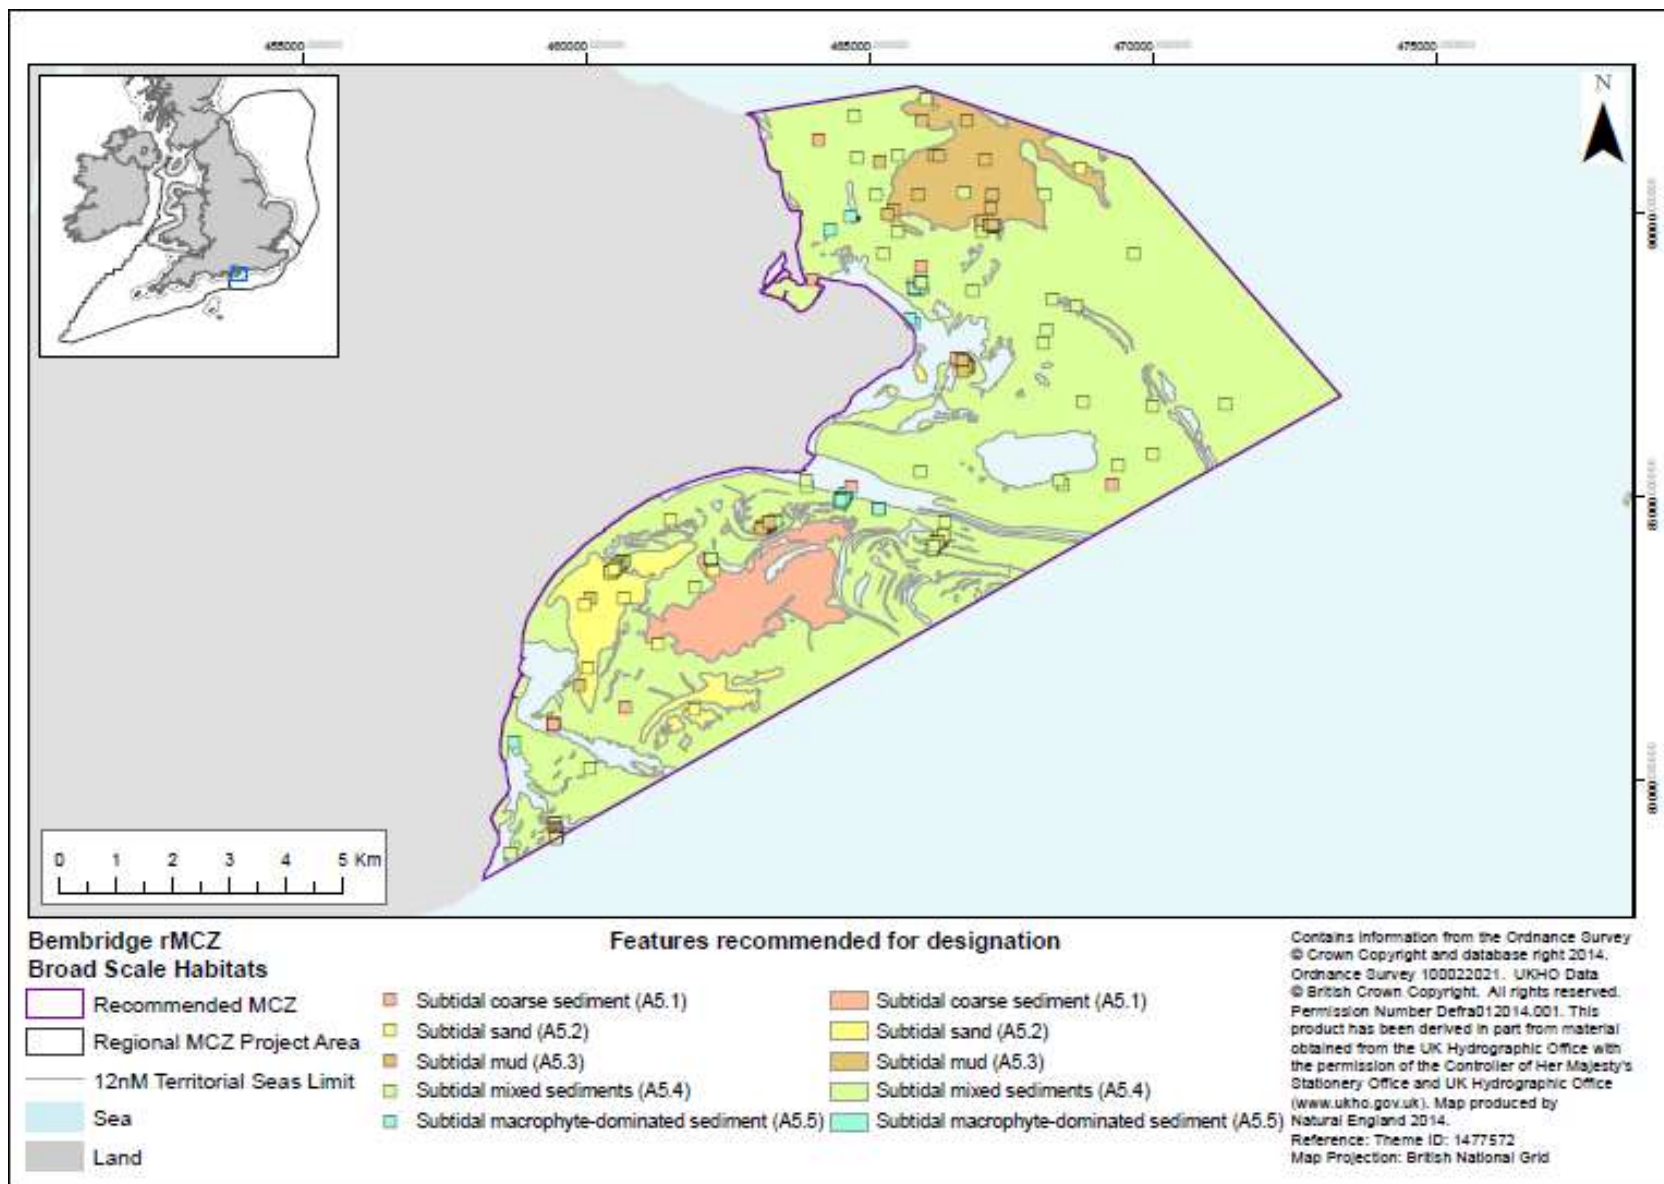 455000
460000
465000
470000
475000
N
90000
85000
80000
0 1 2 3 4 5 Km
Bembridge rMCZ
Broad Scale Habitats
Features recommended for designation
Recommended MCZ
Regional MCZ Project Area
12nM Territorial Seas Limit
Sea
Land
Subtidal coarse sediment (A5.1)
Subtidal sand (A5.2)
Subtidal mud (A5.3)
Subtidal mixed sediments (A5.4)
Subtidal macrophyte-dominated sediment (A5.5)
Subtidal coarse sediment (A5.1)
Subtidal sand (A5.2)
Subtidal mud (A5.3)
Subtidal mixed sediments (A5.4)
Subtidal macrophyte-dominated sediment (A5.5)
Contains information from the Ordnance Survey
© Crown Copyright and database right 2014.
Ordnance Survey 100022021. UKHO Data
© British Crown Copyright. All rights reserved.
Permission Number Defra012014.001. This
product has been derived in part from material
obtained from the UK Hydrographic Office with
the permission of the Controller of Her Majesty's
Stationery Office and UK Hydrographic Office
(www.ukho.gov.uk). Map produced by
Natural England 2014.
Reference: Theme ID: 1477572
Map Projection: British National Grid